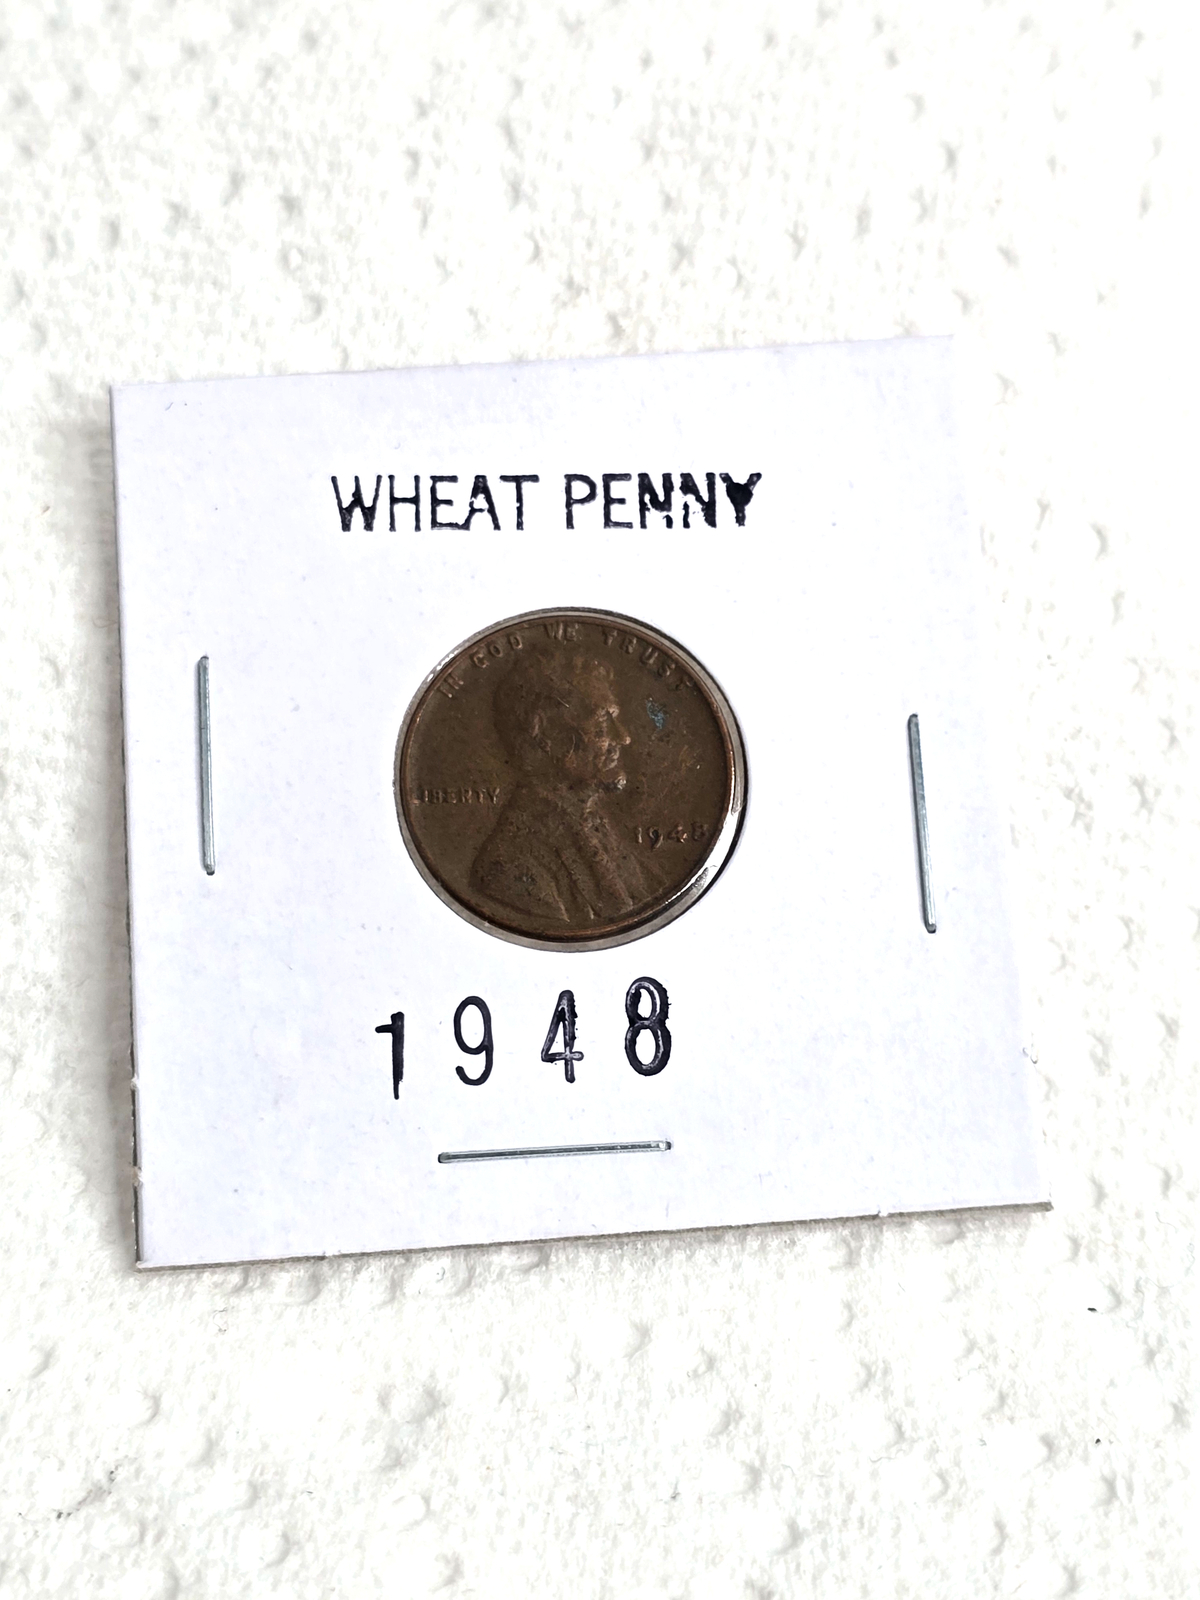 WHEAT PENNY
IN GOD WE TRUST
LIBERTY
1948
1948